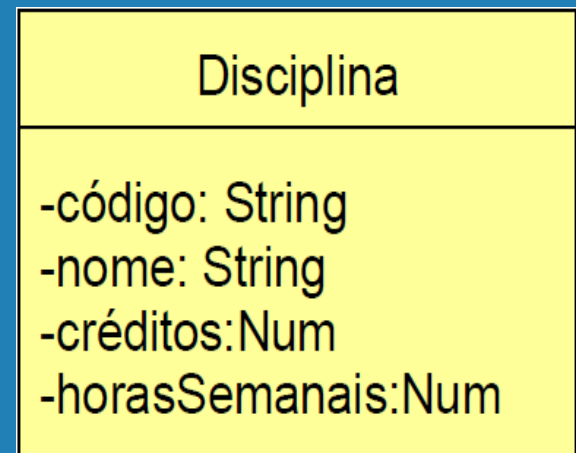 Disciplina
-código: String
-nome: String
-créditos:Num
-horasSemanais:Num